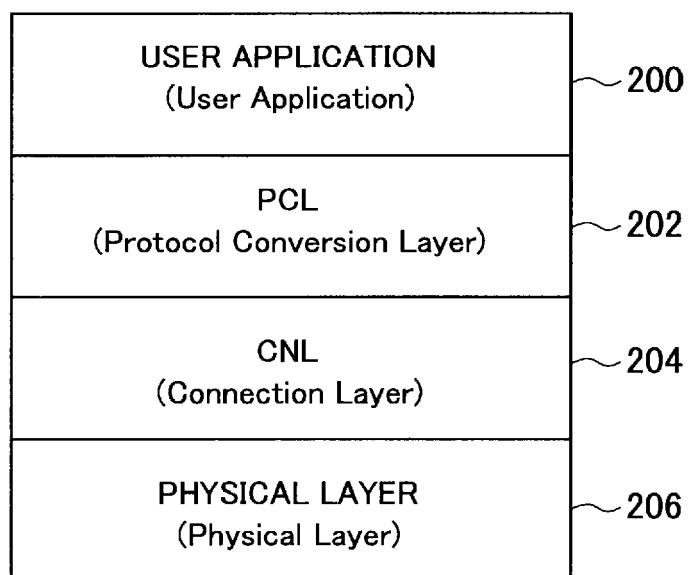 USER APPLICATION
(User Application)
200
PCL
(Protocol Conversion Layer)
202
CNL
(Connection Layer)
204
PHYSICAL LAYER
(Physical Layer)
206